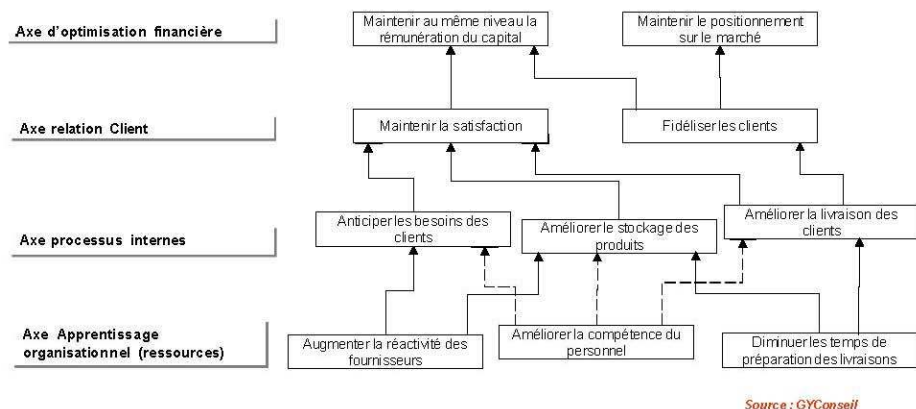 Axe d'optimisation financière
Maintenir au même niveau la
rémunération du capital
Maintenir le positionnement
sur le marché
Axe relation Client
Maintenir la satisfaction
Fidéliser les clients
Axe processus internes
Anticiper les besoins des
clients
Améliorer le stockage des
produits
Améliorer la livraison des
clients
Axe Apprentissage
organisationnel (ressources)
Augmenter la réactivité des
fournisseurs
Améliorer la compétence du
personnel
Diminuer les temps de
préparation des livraisons
Source : GYConseil